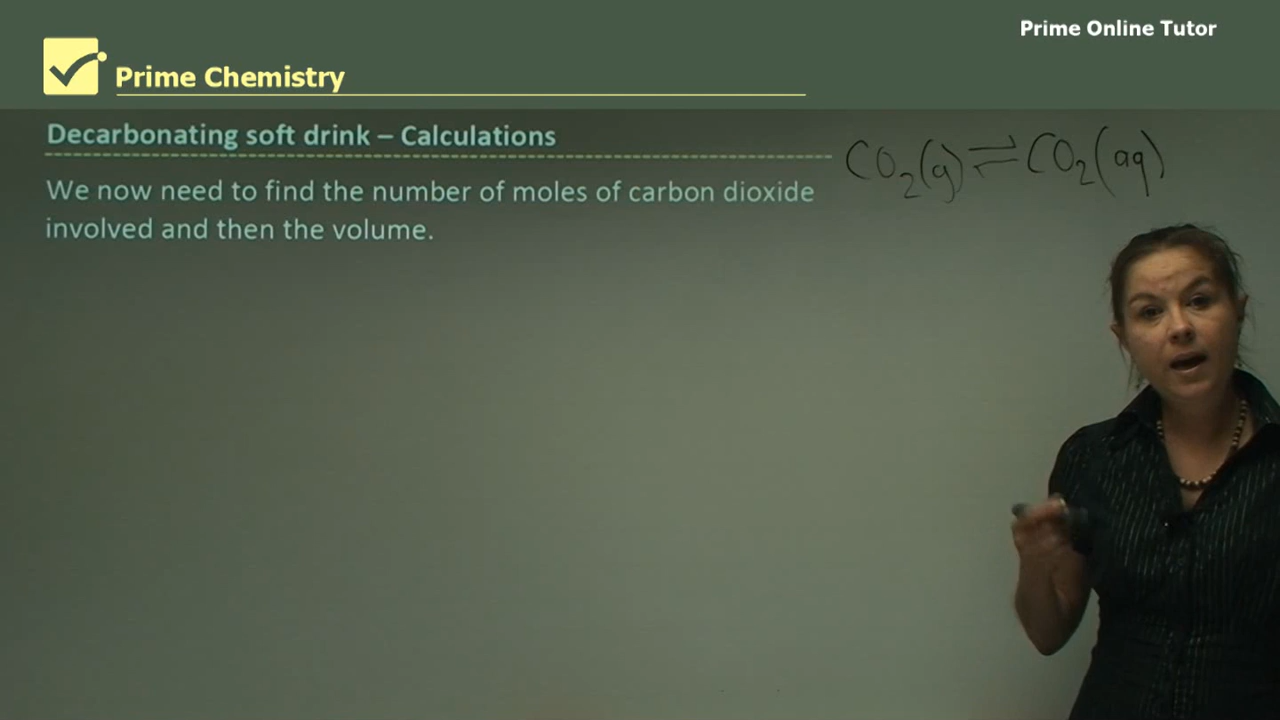 Prime Online Tutor
Prime Chemistry
Decarbonating soft drink – Calculations
CO₂(g) ⇌ CO₂(aq)
We now need to find the number of moles of carbon dioxide
involved and then the volume.